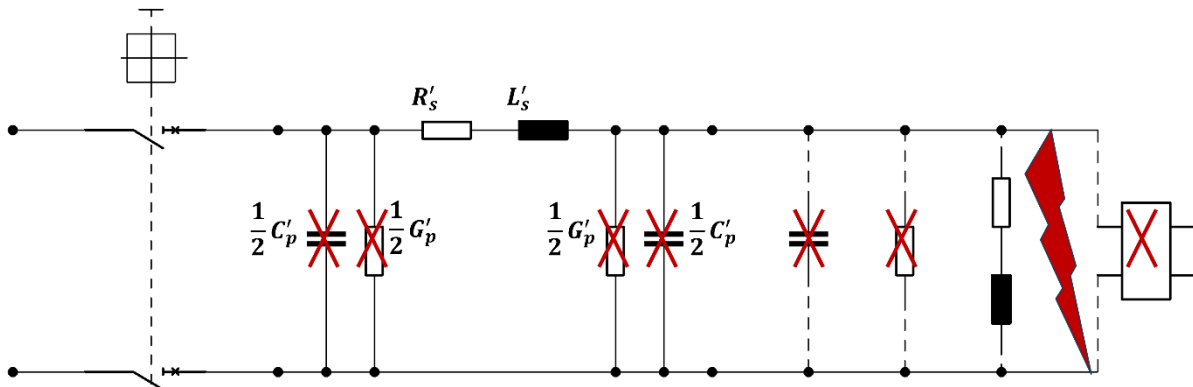 R′ₛ
L′ₛ
½ C′ₚ
½ G′ₚ
½ G′ₚ
½ C′ₚ